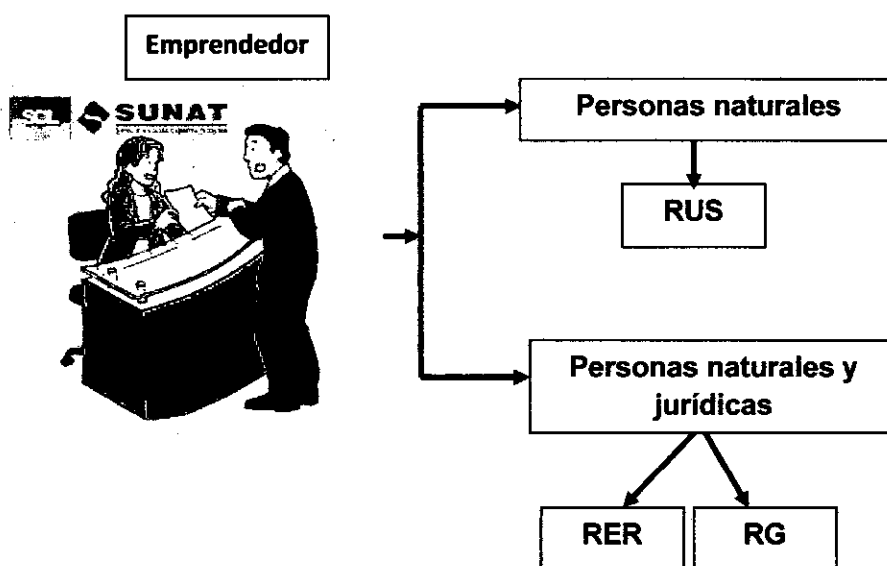 Emprendedor
SUNAT
Personas naturales
RUS
Personas naturales y
jurídicas
RER
RG